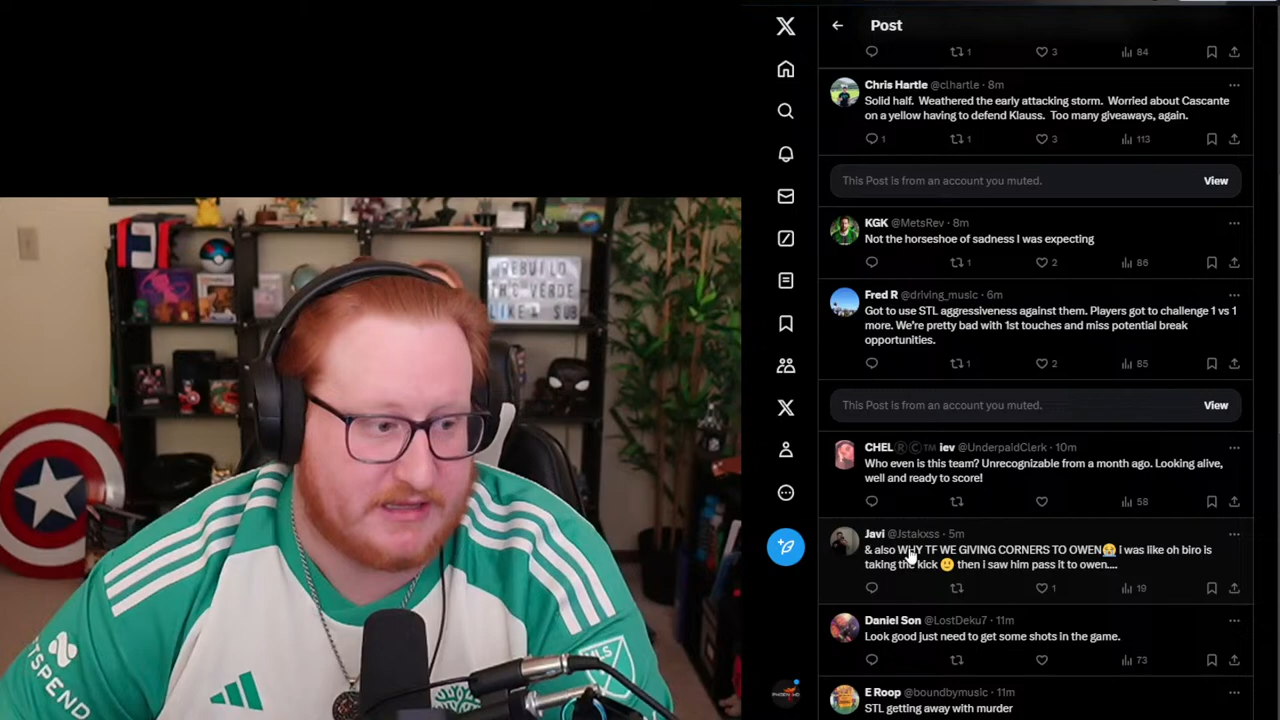 Post
1
3
84
Chris Hartle @clhartle · 8m
Solid half. Weathered the early attacking storm. Worried about Cascante
on a yellow having to defend Klauss. Too many giveaways, again.
1
1
3
113
This Post is from an account you muted.
View
KGK @MetsRev · 8m
Not the horseshoe of sadness I was expecting
1
2
86
Fred R @driving_music · 6m
Got to use STL aggressiveness against them. Players got to challenge 1 vs 1
more. We're pretty bad with 1st touches and miss potential break
opportunities.
1
2
85
This Post is from an account you muted.
View
CHEL®©™ iev @UnderpaidClerk · 10m
Who even is this team? Unrecognizable from a month ago. Looking alive,
well and ready to score!
58
Javi @Jstakxss · 5m
& also WHY TF WE GIVING CORNERS TO OWEN😭 i was like oh biro is
taking the kick 🙂 then i saw him pass it to owen....
1
19
Daniel Son @LostDeku7 · 11m
Look good just need to get some shots in the game.
73
E Roop @boundbymusic · 11m
STL getting away with murder
REBUILD
THC VERDE
LIKE SUB
MLS